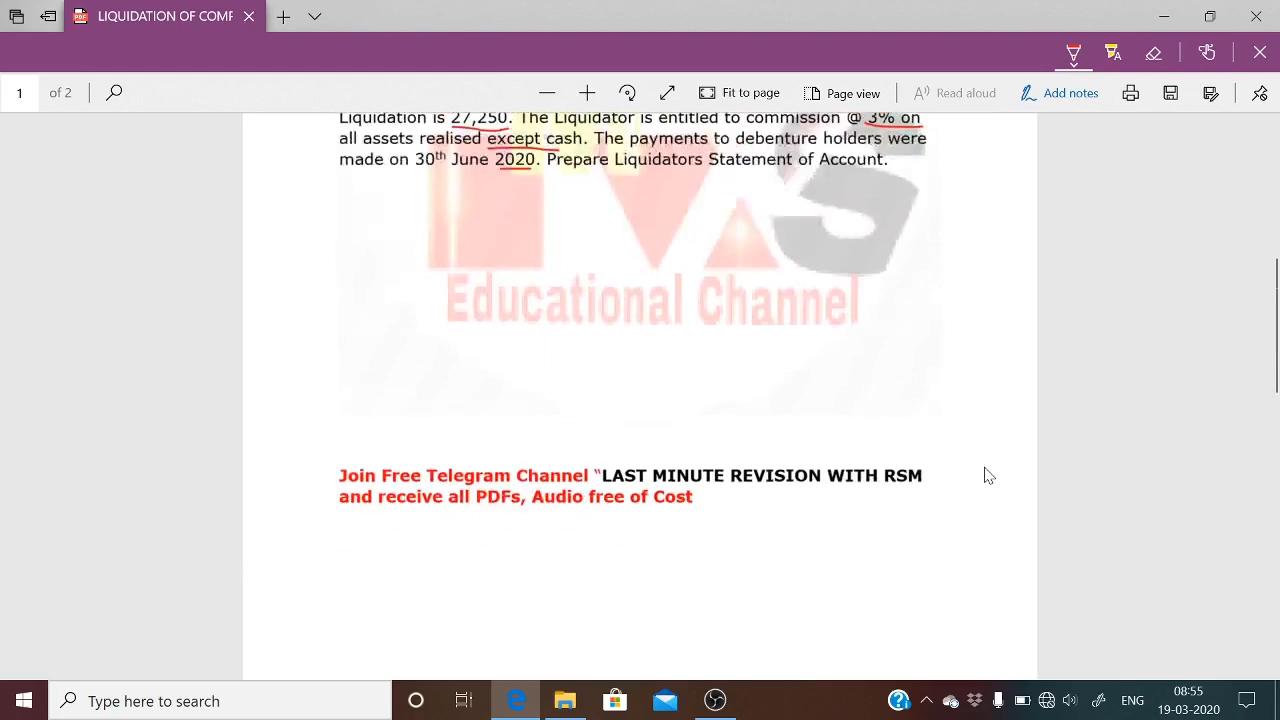 LIQUIDATION OF COMP
1 of 2
Fit to page
Page view
Read aloud
Add notes
Liquidation is 27,250. The Liquidator is entitled to commission @ 3% on
all assets realised except cash. The payments to debenture holders were
made on 30th June 2020. Prepare Liquidators Statement of Account.
Educational Channel
Join Free Telegram Channel “LAST MINUTE REVISION WITH RSM
and receive all PDFs, Audio free of Cost
Type here to search
ENG
08:55
19-03-2020